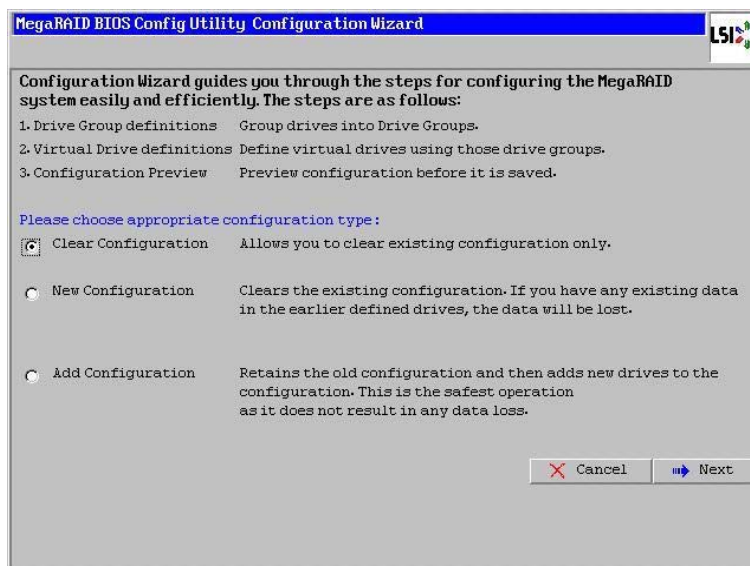 MegaRAID BIOS Config Utility Configuration Wizard
LSI
Configuration Wizard guides you through the steps for configuring the MegaRAID
system easily and efficiently. The steps are as follows:
1. Drive Group definitions Group drives into Drive Groups.
2. Virtual Drive definitions Define virtual drives using those drive groups.
3. Configuration Preview Preview configuration before it is saved.
Please choose appropriate configuration type:
Clear Configuration Allows you to clear existing configuration only.
New Configuration Clears the existing configuration. If you have any existing data
in the earlier defined drives, the data will be lost.
Add Configuration Retains the old configuration and then adds new drives to the
configuration. This is the safest operation
as it does not result in any data loss.
Cancel Next